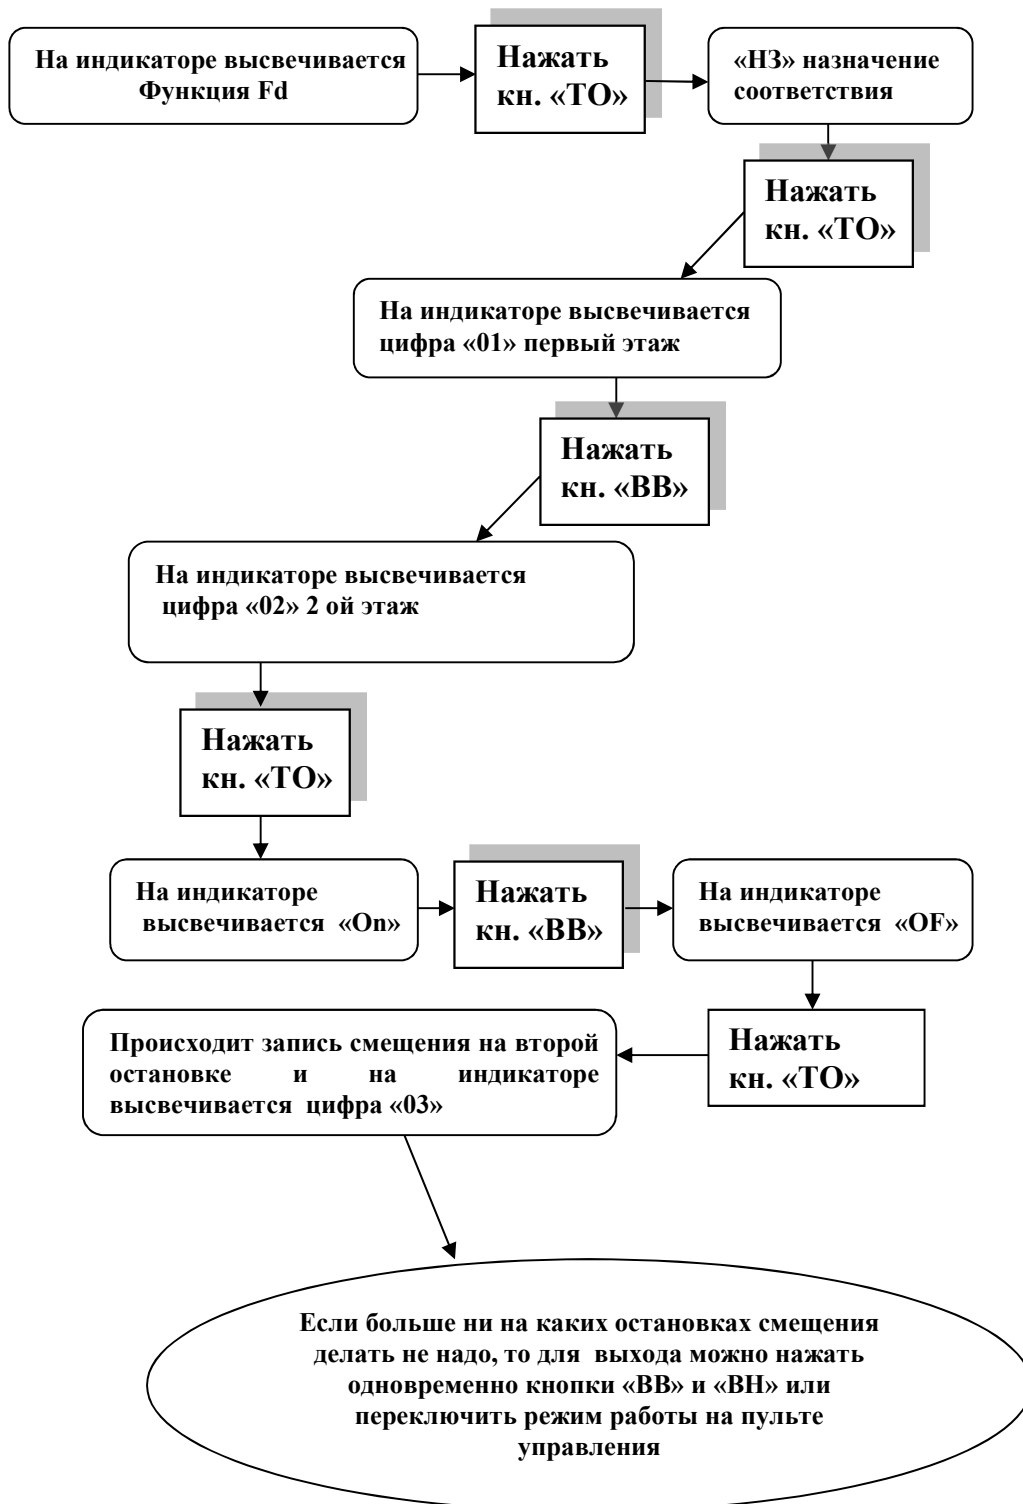 На индикаторе высвечивается
Функция Fd
Нажать
кн. «ТО»
«НЗ» назначение
соответствия
Нажать
кн. «ТО»
На индикаторе высвечивается
цифра «01» первый этаж
Нажать
кн. «ВВ»
На индикаторе высвечивается
цифра «02» 2 ой этаж
Нажать
кн. «ТО»
На индикаторе
высвечивается «On»
Нажать
кн. «ВВ»
На индикаторе
высвечивается «OF»
Нажать
кн. «ТО»
Происходит запись смещения на второй
остановке и на индикаторе
высвечивается цифра «03»
Если больше ни на каких остановках смещения
делать не надо, то для выхода можно нажать
одновременно кнопки «ВВ» и «ВН» или
переключить режим работы на пульте
управления